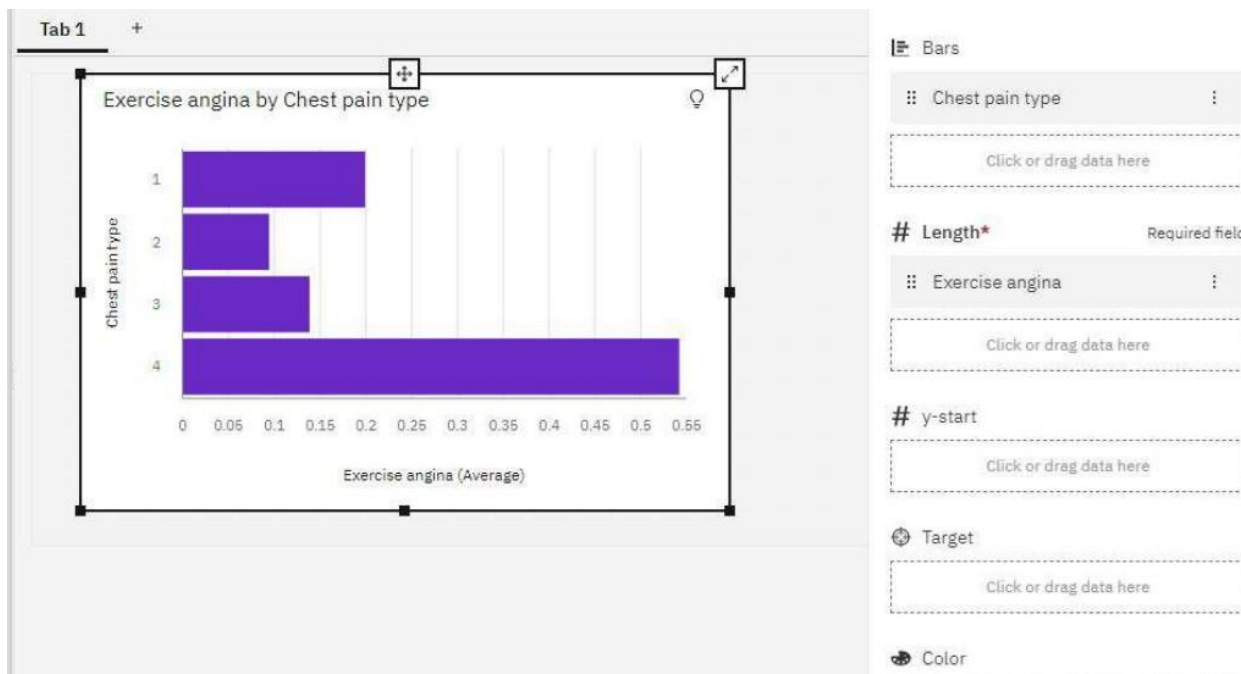 Tab 1 +
Exercise angina by Chest pain type
Chest pain type
1
2
3
4
0 0.05 0.1 0.15 0.2 0.25 0.3 0.35 0.4 0.45 0.5 0.55
Exercise angina (Average)
Bars
Chest pain type
Click or drag data here
# Length* Required field
Exercise angina
Click or drag data here
# y-start
Click or drag data here
Target
Click or drag data here
Color